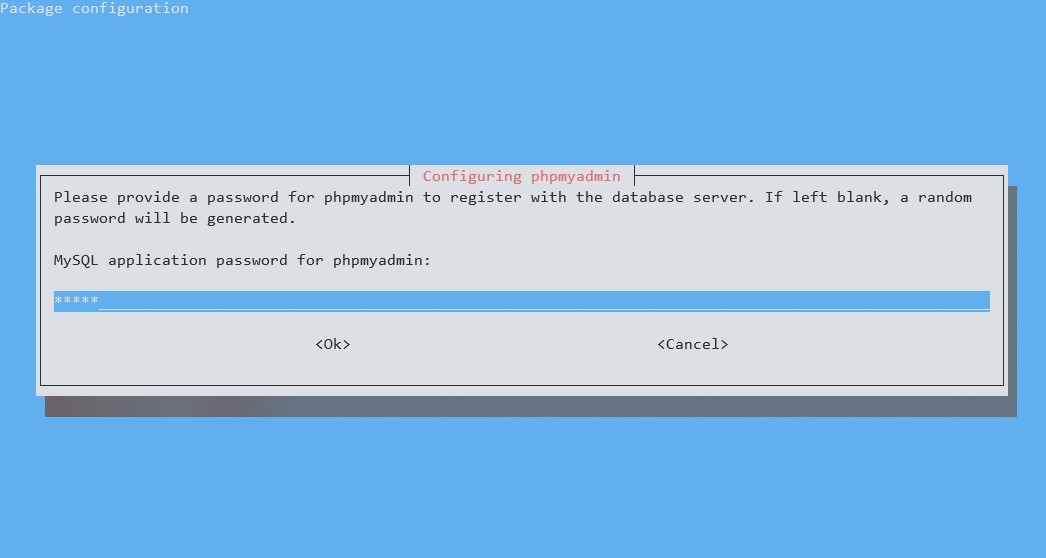 Package configuration
Configuring phpmyadmin
Please provide a password for phpmyadmin to register with the database server. If left blank, a random
password will be generated.
MySQL application password for phpmyadmin:
*****
<Ok> <Cancel>